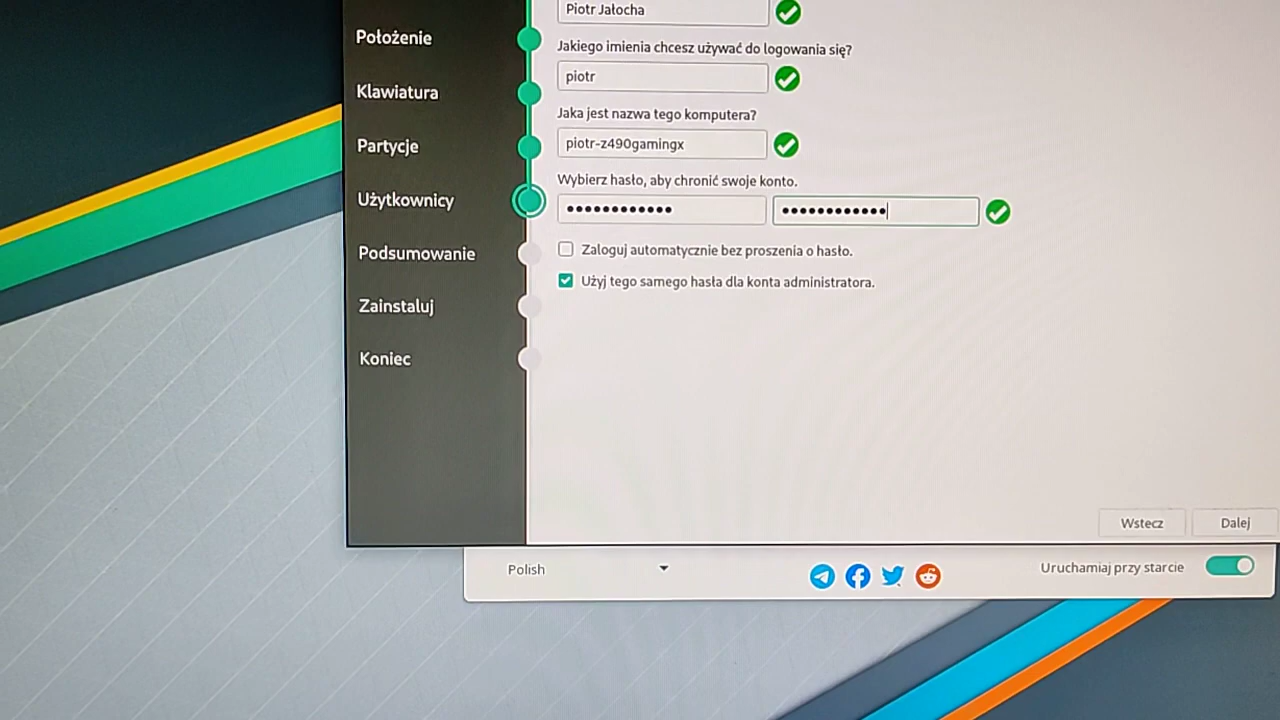 Piotr Jałocha
Położenie
Jakiego imienia chcesz używać do logowania się?
piotr
Klawiatura
Jaka jest nazwa tego komputera?
piotr-z490gamingx
Partycje
Wybierz hasło, aby chronić swoje konto.
Użytkownicy
Zaloguj automatycznie bez proszenia o hasło.
Podsumowanie
Użyj tego samego hasła dla konta administratora.
Zainstaluj
Koniec
Wstecz Dalej
Polish Uruchamiaj przy starcie